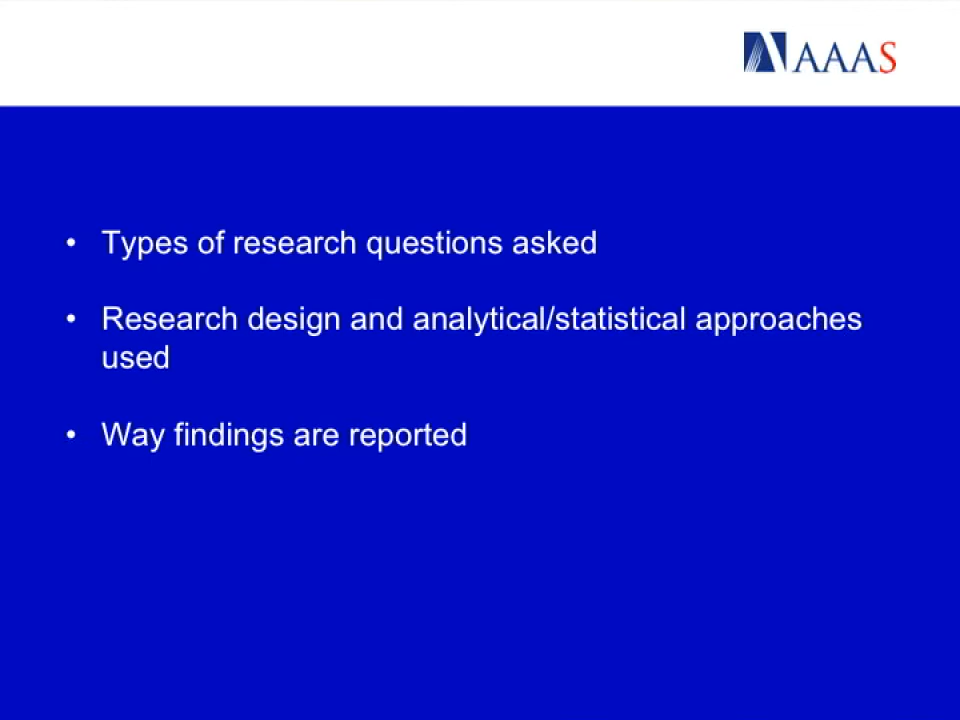 AAAS
• Types of research questions asked
• Research design and analytical/statistical approaches
used
• Way findings are reported